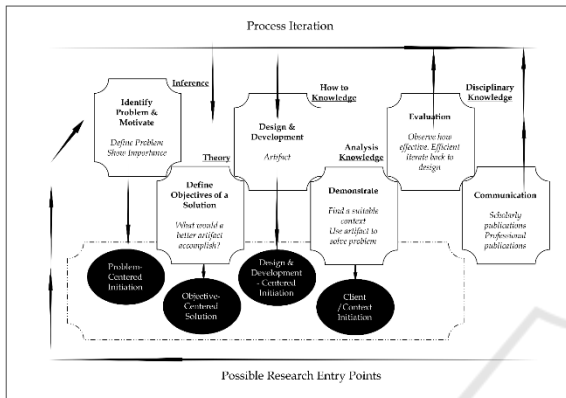 Process Iteration
Inference
Identify
Problem &
Motivate
Define Problem
Show Importance
Theory
Define
Objectives of a
Solution
What would a
better artifact
accomplish?
How to
Knowledge
Design &
Development
Artifact
Analysis
Knowledge
Demonstrate
Find a suitable
context
Use artifact to
solve problem
Evaluation
Observe how
effective. Efficient
Iterate back to
design
Disciplinary
Knowledge
Communication
Scholarly
publications
Professional
publications
Problem-
Centered
Initiation
Objective-
Centered
Solution
Design &
Development
- Centered
Initiation
Client
/Context
Initiation
Possible Research Entry Points